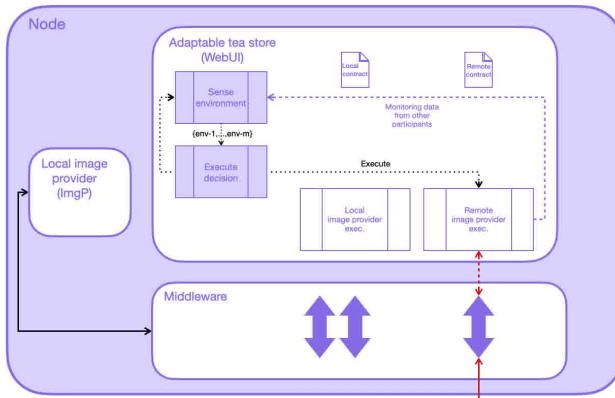 Node
Adaptable tea store
(WebUI)
Local
contract
Remote
contract
Sense
environment
Monitoring data
from other
participants
{env-1,...,env-m}
Execute
decision
Execute
Local image
provider
(ImgP)
Local
image provider
exec.
Remote
image provider
exec.
Middleware